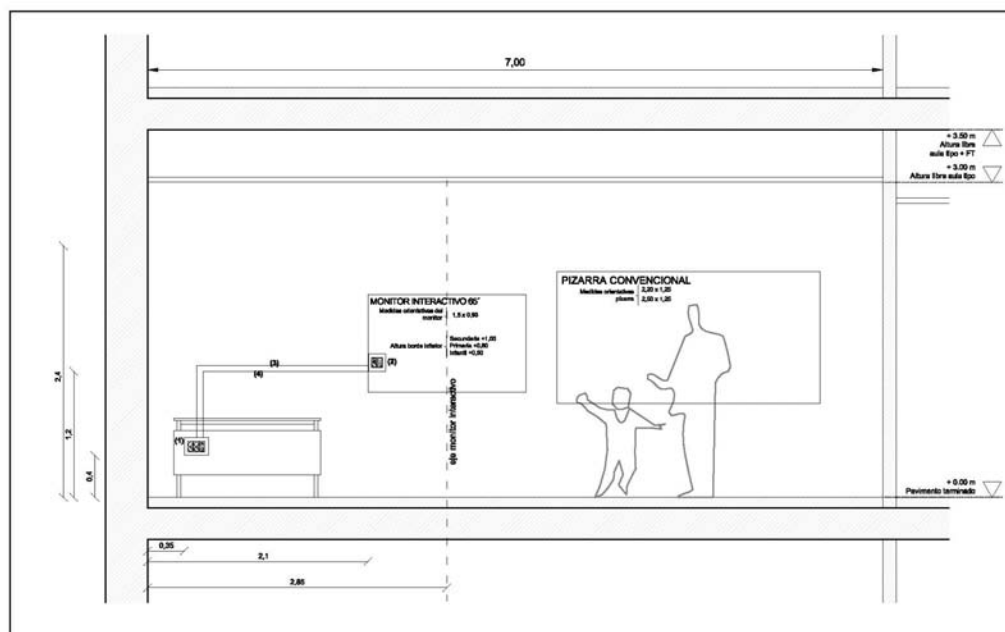 7,00
+ 3.50 m
Altura libre
aula tipo + FT
+ 3.00 m
Altura libre aula tipo
PIZARRA CONVENCIONAL
Medidas orientativas 2,20 x 1,25
pizarra 2,50 x 1,25
MONITOR INTERACTIVO 65"
Medidas orientativas del
monitor 1,5 x 0,90
Secundaria +1,00
Altura borde inferior Primaria +0,80
Infantil +0,50
(2)
(3)
(4)
(1)
eje monitor interactivo
2,4
1,2
0,4
+ 0.00 m
Pavimento terminado
0,35
2,1
2,85